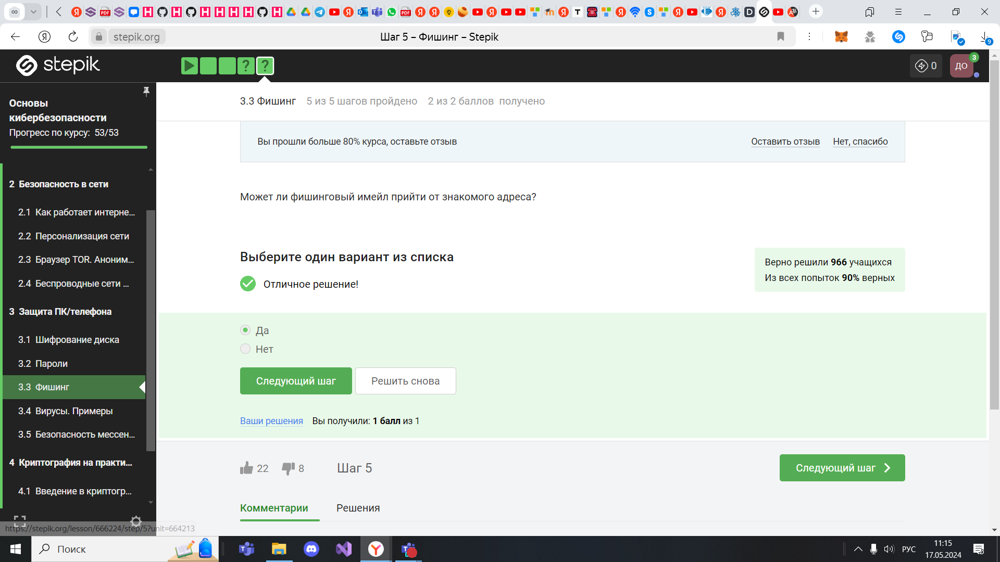 stepik.org
Шаг 5 – Фишинг – Stepik
9
stepik
?
?
0
ДО
3
Основы
кибербезопасности
Прогресс по курсу: 53/53
2 Безопасность в сети
2.1 Как работает интерне...
2.2 Персонализация сети
2.3 Браузер TOR. Аноним...
2.4 Беспроводные сети ...
3 Защита ПК/телефона
3.1 Шифрование диска
3.2 Пароли
3.3 Фишинг
3.4 Вирусы. Примеры
3.5 Безопасность мессен...
4 Криптография на практи...
4.1 Введение в криптогр...
3.3 Фишинг 5 из 5 шагов пройдено 2 из 2 баллов получено
Вы прошли больше 80% курса, оставьте отзыв
Оставить отзыв
Нет, спасибо
Может ли фишинговый имейл прийти от знакомого адреса?
Выберите один вариант из списка
Отличное решение!
Верно решили 966 учащихся
Из всех попыток 90% верных
Да
Нет
Следующий шаг
Решить снова
Ваши решения
Вы получили: 1 балл из 1
22
8
Шаг 5
Следующий шаг
Комментарии
Решения
https://stepik.org/lesson/666224/step/5?unit=664213
Поиск
РУС
11:15
17.05.2024